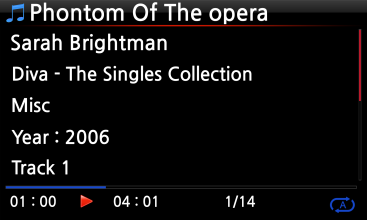 Phontom Of The opera
Sarah Brightman
Diva - The Singles Collection
Misc
Year : 2006
Track 1
01 : 00 04 : 01 1/14 A